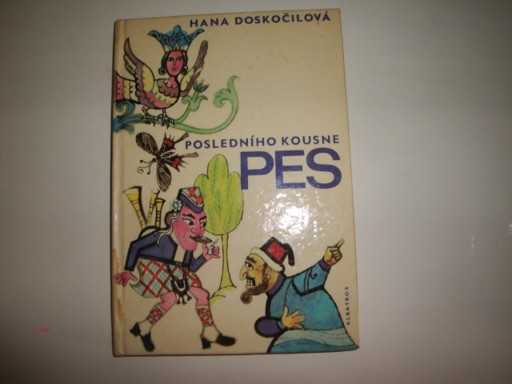 HANA DOSKOČILOVÁ
POSLEDNÍHO KOUSNE
PES
ALBATROS